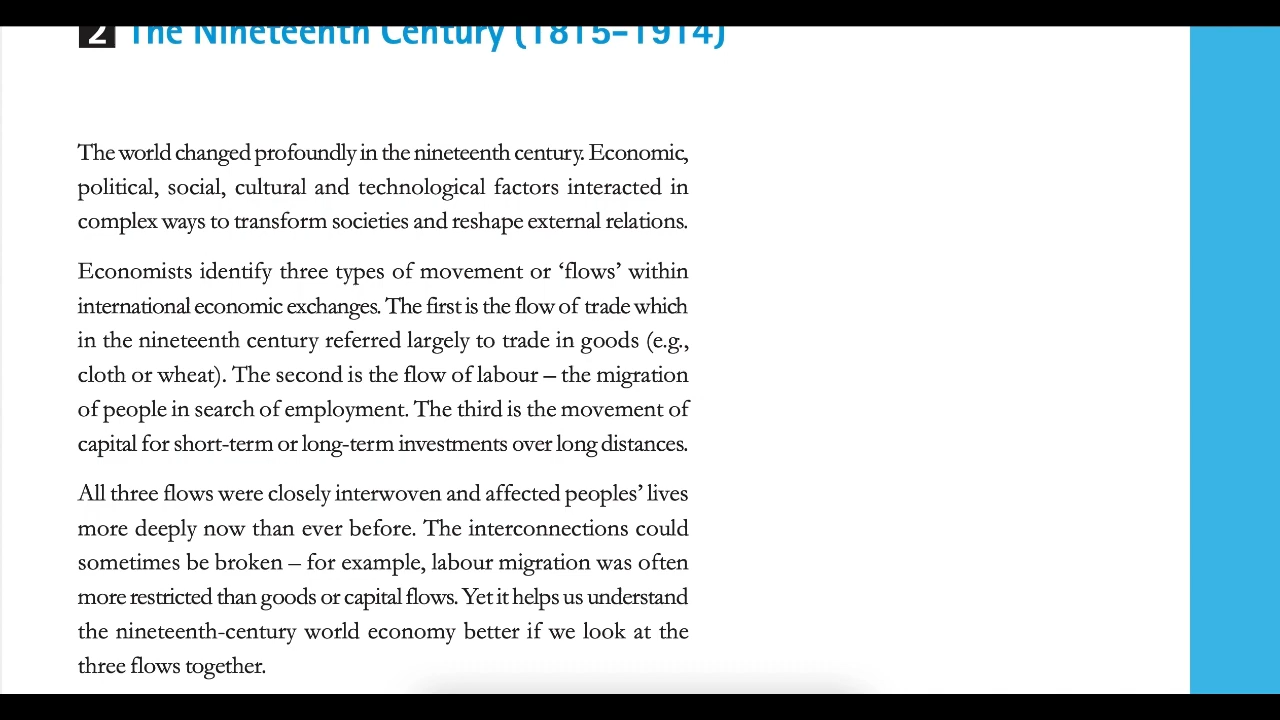 2 The Nineteenth Century (1815–1914)
The world changed profoundly in the nineteenth century. Economic,
political, social, cultural and technological factors interacted in
complex ways to transform societies and reshape external relations.
Economists identify three types of movement or ‘flows’ within
international economic exchanges. The first is the flow of trade which
in the nineteenth century referred largely to trade in goods (e.g.,
cloth or wheat). The second is the flow of labour – the migration
of people in search of employment. The third is the movement of
capital for short-term or long-term investments over long distances.
All three flows were closely interwoven and affected peoples’ lives
more deeply now than ever before. The interconnections could
sometimes be broken – for example, labour migration was often
more restricted than goods or capital flows. Yet it helps us understand
the nineteenth-century world economy better if we look at the
three flows together.